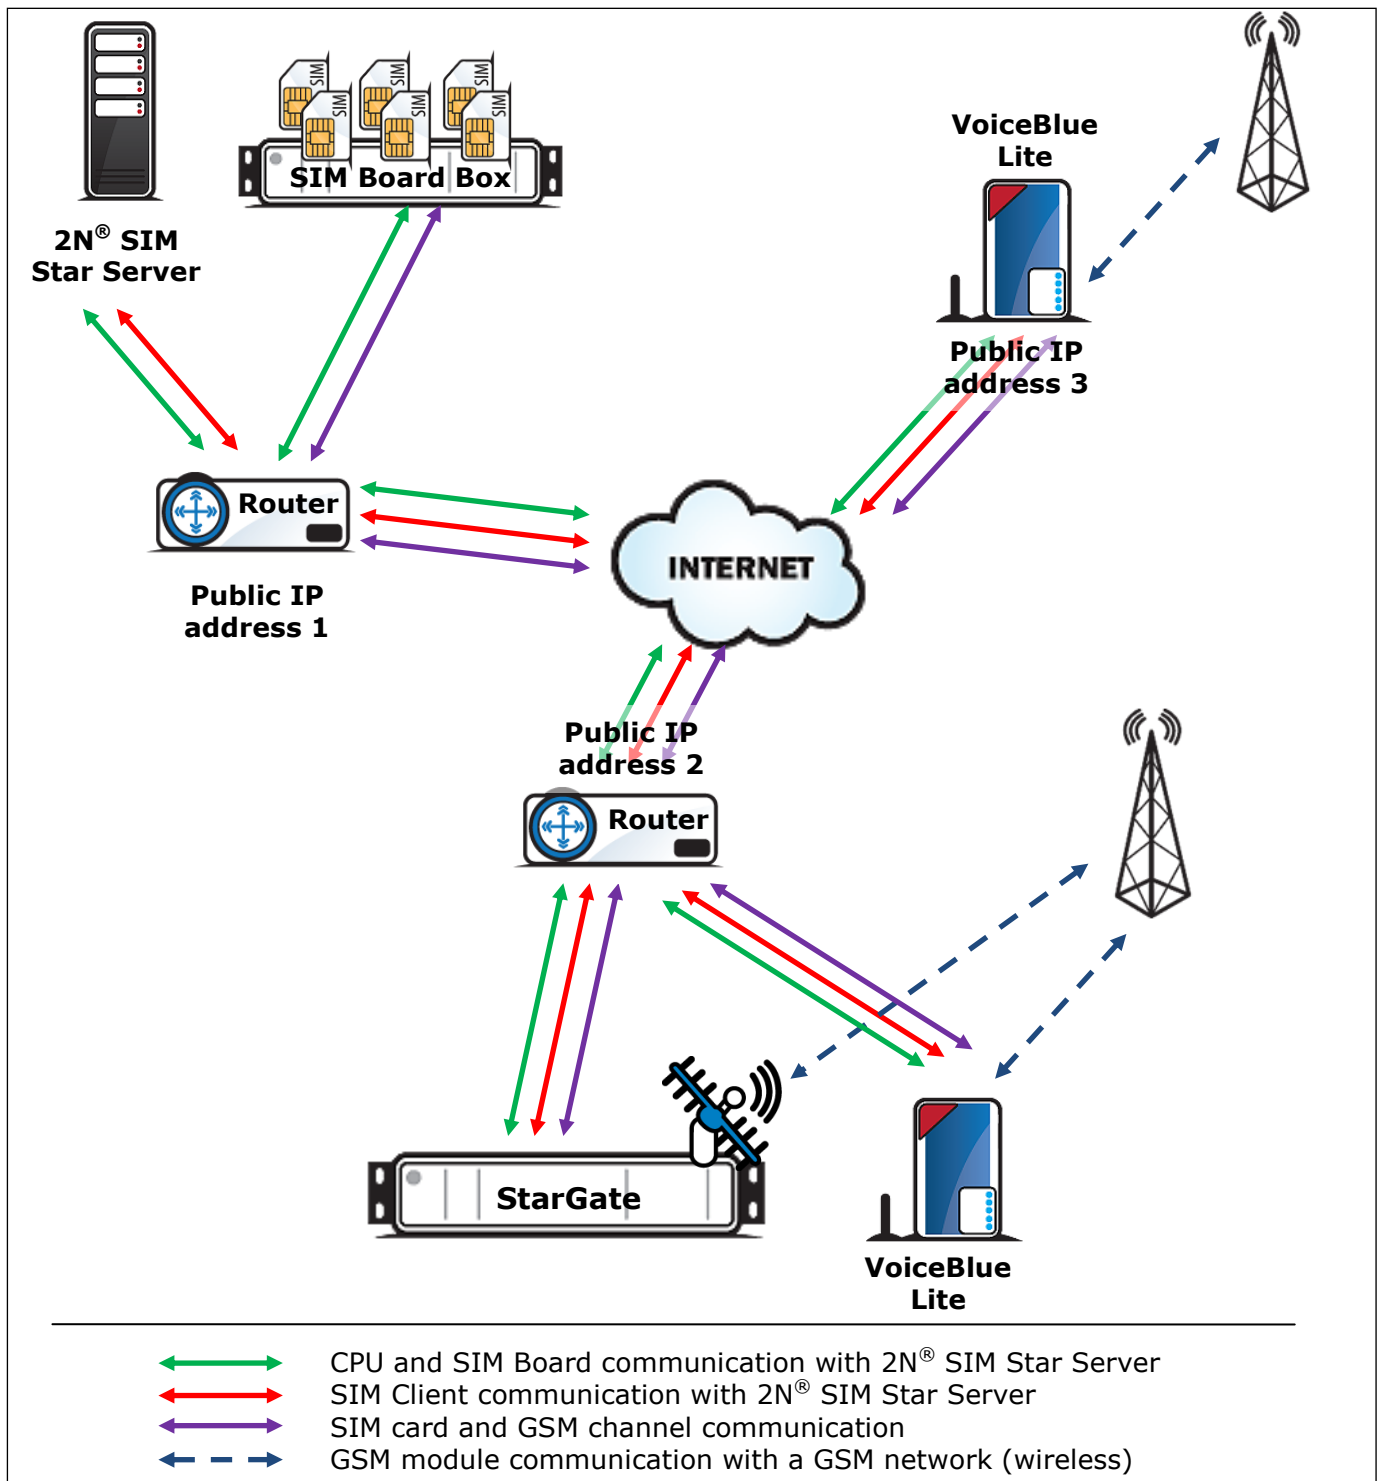 SIM
SIM
SIM
SIM
SIM
SIM
SIM Board Box
2N® SIM
Star Server
VoiceBlue
Lite
Public IP
address 3
Router
Public IP
address 1
INTERNET
Public IP
address 2
Router
StarGate
VoiceBlue
Lite
CPU and SIM Board communication with 2N® SIM Star Server
SIM Client communication with 2N® SIM Star Server
SIM card and GSM channel communication
GSM module communication with a GSM network (wireless)